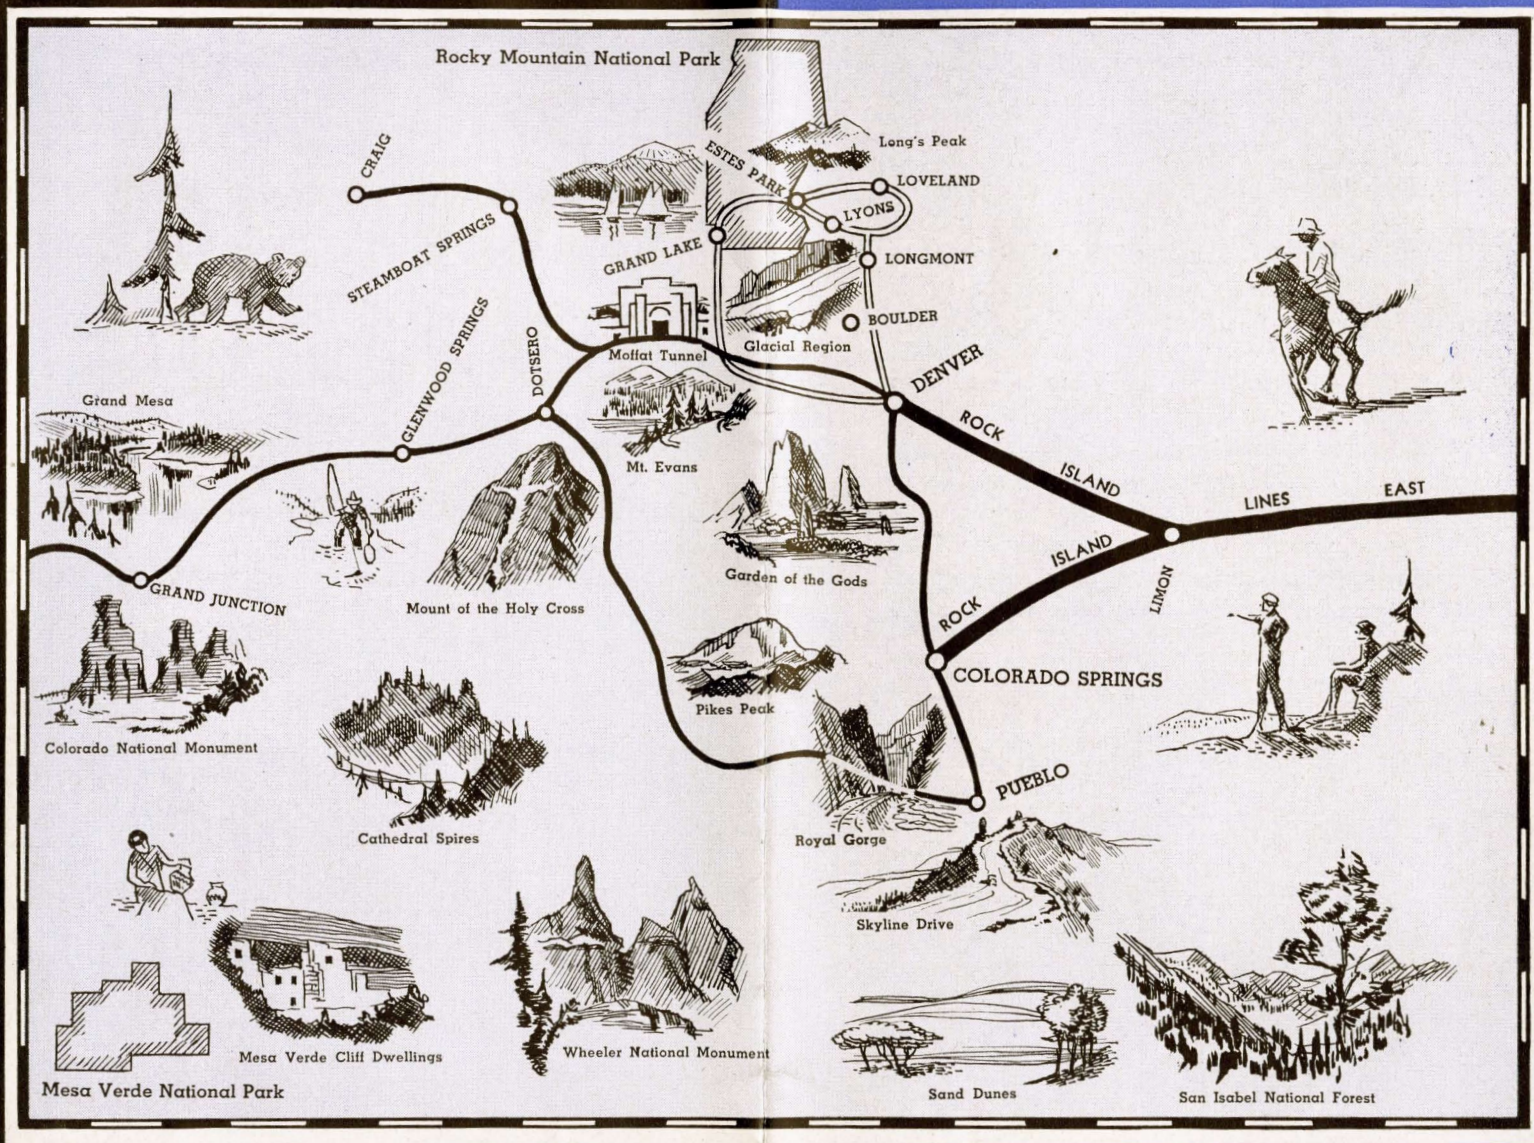 Rocky Mountain National Park
Long's Peak
CRAIG
ESTES PARK
LOVELAND
LYONS
STEAMBOAT SPRINGS
GRAND LAKE
LONGMONT
BOULDER
Moffat Tunnel
Glacial Region
DOTSERO
GLENWOOD SPRINGS
DENVER
Grand Mesa
Mt. Evans
ROCK
ISLAND
LINES
EAST
ISLAND
ROCK
LIMON
Garden of the Gods
GRAND JUNCTION
Mount of the Holy Cross
COLORADO SPRINGS
Pikes Peak
Colorado National Monument
PUEBLO
Cathedral Spires
Royal Gorge
Skyline Drive
Mesa Verde Cliff Dwellings
Wheeler National Monument
Mesa Verde National Park
Sand Dunes
San Isabel National Forest